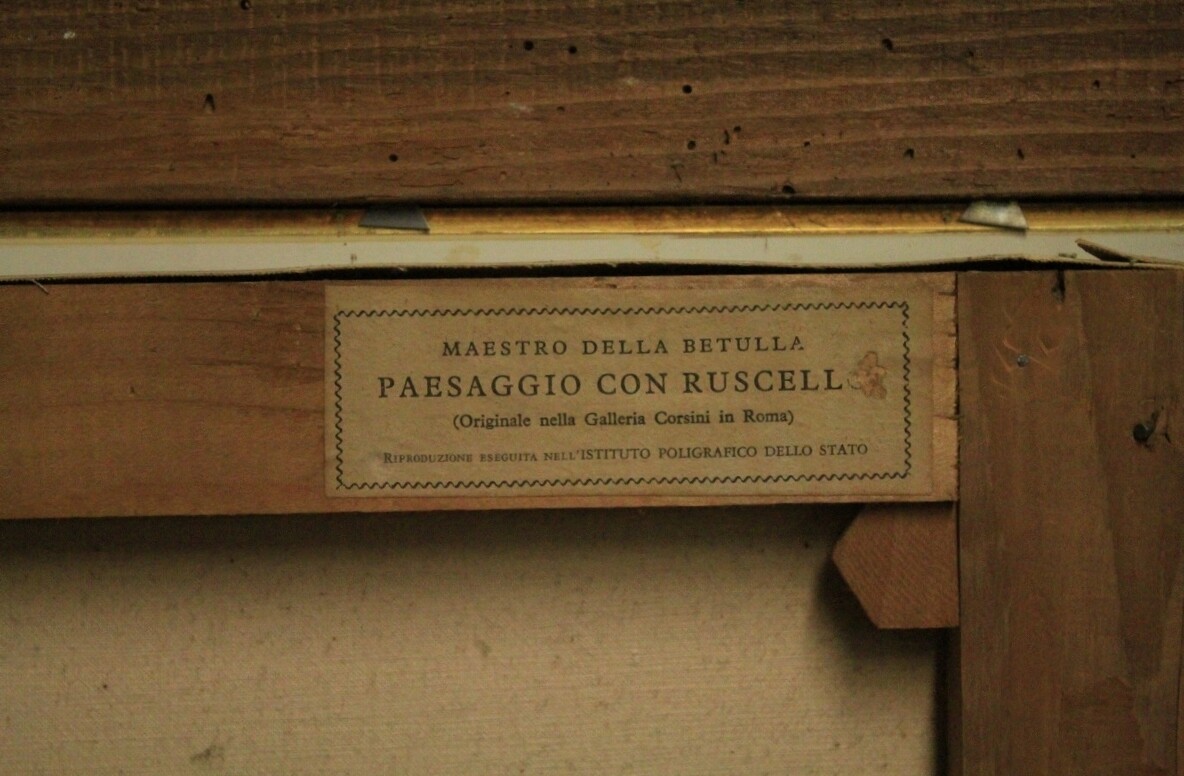 MAESTRO DELLA BETULLA
PAESAGGIO CON RUSCELL
(Originale nella Galleria Corsini in Roma)
RIPRODUZIONE ESEGUITA NELL'ISTITUTO POLIGRAFICO DELLO STATO